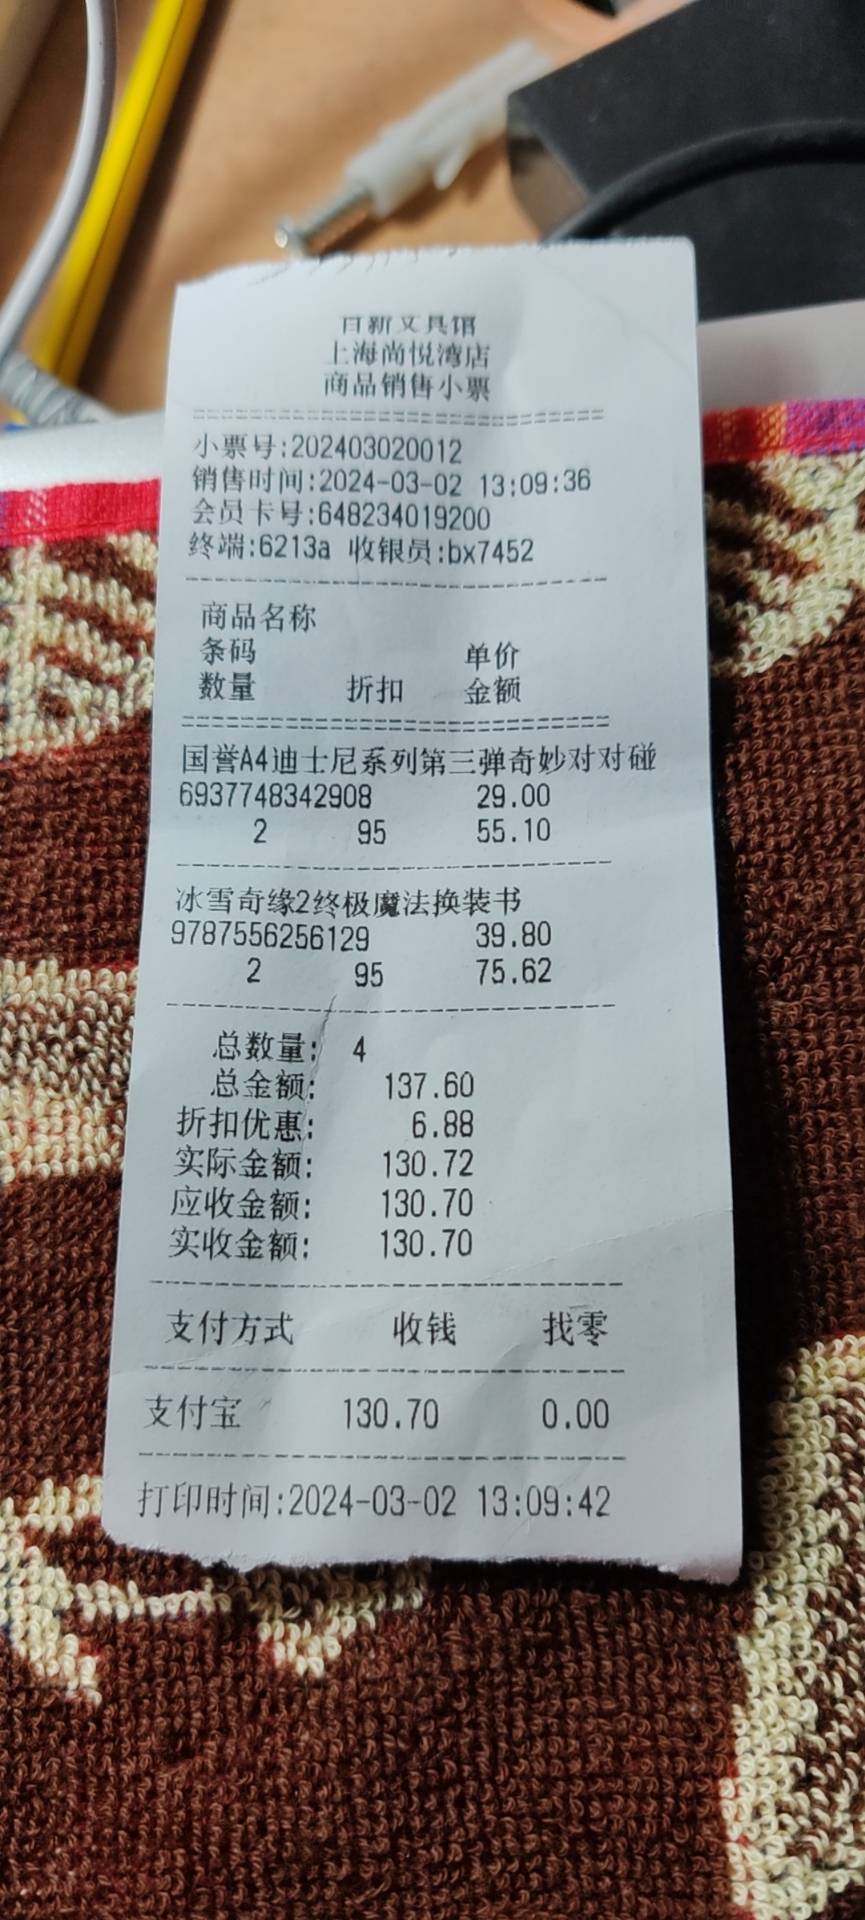 百新文具馆
上海尚悦湾店
商品销售小票
小票号:202403020012
销售时间:2024-03-02 13:09:36
会员卡号:648234019200
终端:6213a 收银员:bx7452
商品名称
条码 单价
数量 折扣 金额
国誉A4迪士尼系列第三弹奇妙对对碰
6937748342908 29.00
2 95 55.10
冰雪奇缘2终极魔法换装书
9787556256129 39.80
2 95 75.62
总数量: 4
总金额: 137.60
折扣优惠: 6.88
实际金额: 130.72
应收金额: 130.70
实收金额: 130.70
支付方式 收钱 找零
支付宝 130.70 0.00
打印时间:2024-03-02 13:09:42